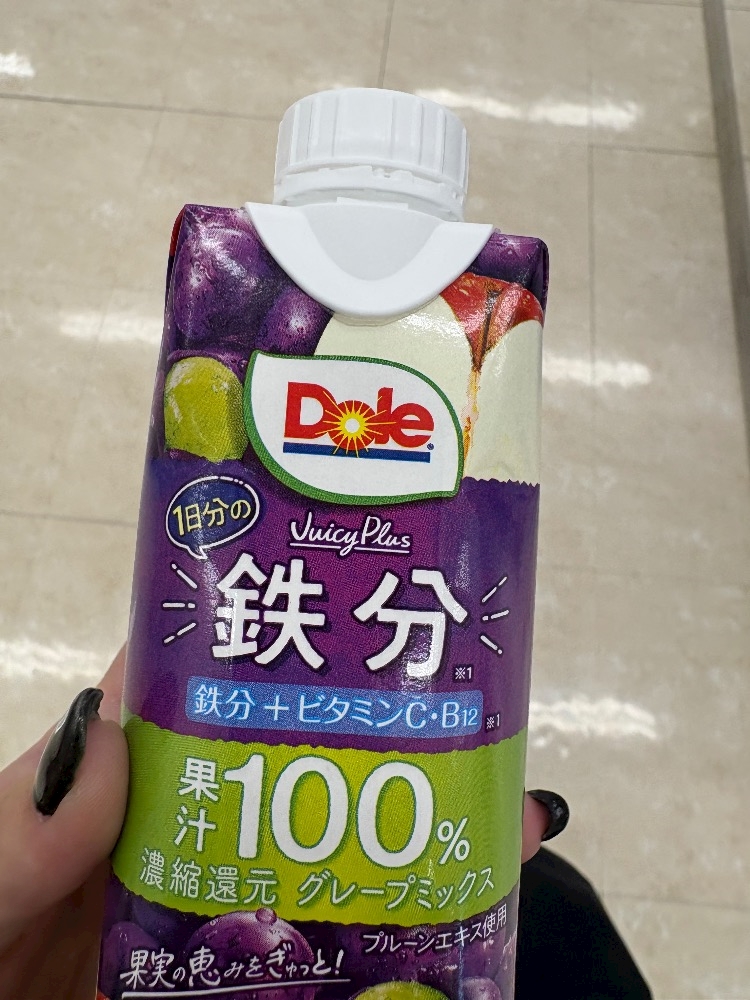 Dole
1日分の
JuicyPlus
鉄分
※1
鉄分+ビタミンC・B12 ※1
果汁100%
濃縮還元 グレープミックス
プルーンエキス使用
果実の恵みをぎゅっと!